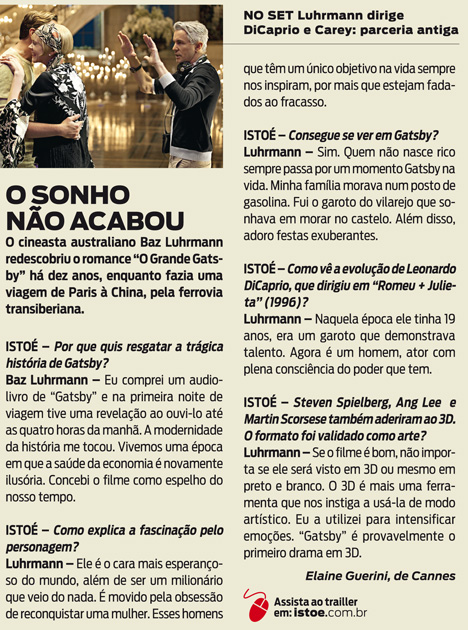 NO SET Luhrmann dirige
DiCaprio e Carey: parceria antiga
O SONHO
NÃO ACABOU
O cineasta australiano Baz Luhrmann
redescobriu o romance “O Grande Gats-
by” há dez anos, enquanto fazia uma
viagem de Paris à China, pela ferrovia
transiberiana.
ISTOÉ – Por que quis resgatar a trágica
história de Gatsby?
Baz Luhrmann – Eu comprei um audio-
livro de “Gatsby” e na primeira noite de
viagem tive uma revelação ao ouvi-lo até
as quatro horas da manhã. A modernidade
da história me tocou. Vivemos uma época
em que a saúde da economia é novamente
ilusória. Concebi o filme como espelho do
nosso tempo.
ISTOÉ – Como explica a fascinação pelo
personagem?
Luhrmann – Ele é o cara mais esperanço-
so do mundo, além de ser um milionário
que veio do nada. É movido pela obsessão
de reconquistar uma mulher. Esses homens
que têm um único objetivo na vida sempre
nos inspiram, por mais que estejam fada-
dos ao fracasso.
ISTOÉ – Consegue se ver em Gatsby?
Luhrmann – Sim. Quem não nasce rico
sempre passa por um momento Gatsby na
vida. Minha família morava num posto de
gasolina. Fui o garoto do vilarejo que so-
nhava em morar no castelo. Além disso,
adoro festas exuberantes.
ISTOÉ – Como vê a evolução de Leonardo
DiCaprio, que dirigiu em “Romeu + Julie-
ta” (1996)?
Luhrmann – Naquela época ele tinha 19
anos, era um garoto que demonstrava
talento. Agora é um homem, ator com
plena consciência do poder que tem.
ISTOÉ – Steven Spielberg, Ang Lee e
Martin Scorsese também aderiram ao 3D.
O formato foi validado como arte?
Luhrmann – Se o filme é bom, não impor-
ta se ele será visto em 3D ou mesmo em
preto e branco. O 3D é mais uma ferra-
menta que nos instiga a usá-la de modo
artístico. Eu a utilizei para intensificar
emoções. “Gatsby” é provavelmente o
primeiro drama em 3D.
Elaine Guerini, de Cannes
Assista ao trailler
em: istoe.com.br